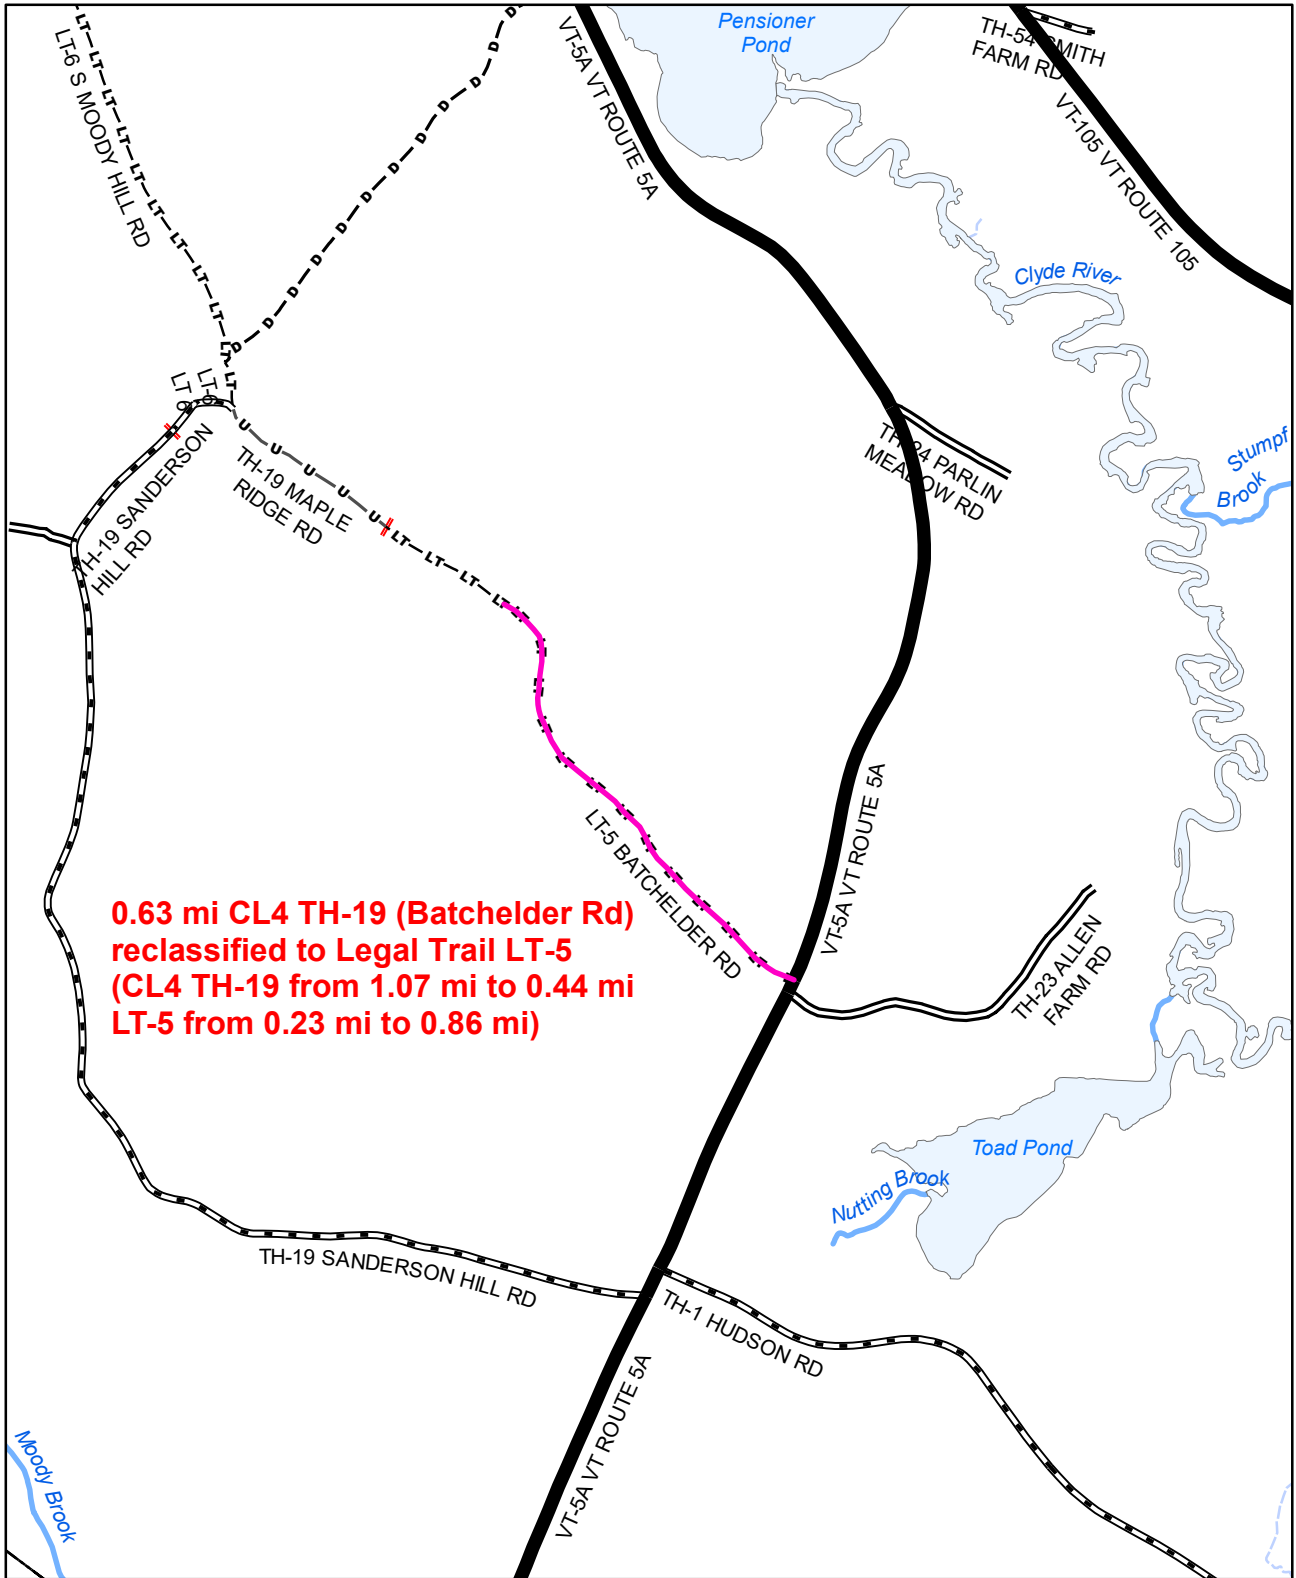 Pensioner
Pond
TH-54 SMITH
FARM RD
VT-5A VT ROUTE 5A
LT-6 S MOODY HILL RD
VT-105 VT ROUTE 105
Clyde River
LT-6
LT 6
TH-19 SANDERSON
HILL RD
TH-19 MAPLE
RIDGE RD
TH-24 PARLIN
MEADOW RD
Stumpf
Brook
LT-5 BATCHELDER RD
VT-5A VT ROUTE 5A
0.63 mi CL4 TH-19 (Batchelder Rd)
reclassified to Legal Trail LT-5
(CL4 TH-19 from 1.07 mi to 0.44 mi
LT-5 from 0.23 mi to 0.86 mi)
TH-23 ALLEN
FARM RD
Toad Pond
Nutting Brook
TH-19 SANDERSON HILL RD
TH-1 HUDSON RD
VT-5A VT ROUTE 5A
Moody Brook